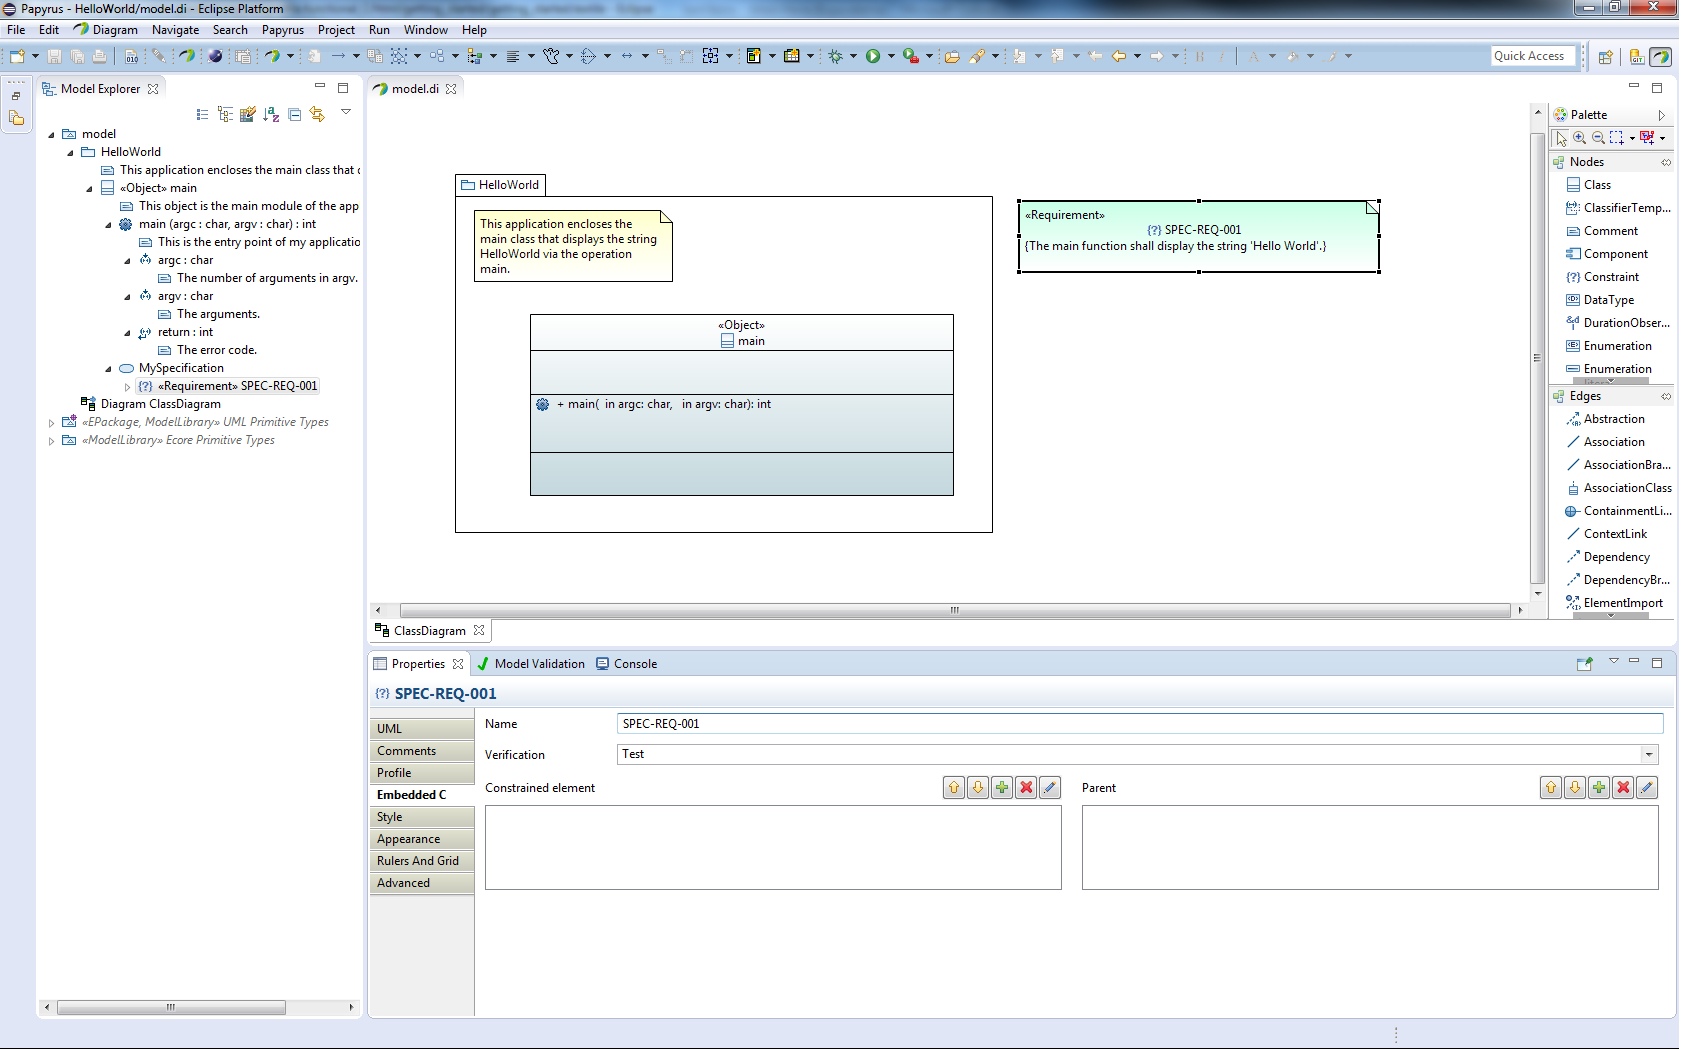 Papyrus - HelloWorld/model.di - Eclipse Platform
File Edit Diagram Navigate Search Papyrus Project Run Window Help
Quick Access
Model Explorer
model
HelloWorld
This application encloses the main class that
«Object» main
This object is the main module of the app
main (argc : char, argv : char) : int
This is the entry point of my applicatio
argc : char
The number of arguments in argv.
argv : char
The arguments.
return : int
The error code.
MySpecification
«Requirement» SPEC-REQ-001
Diagram ClassDiagram
«EPackage, ModelLibrary» UML Primitive Types
«ModelLibrary» Ecore Primitive Types
model.di
HelloWorld
This application encloses the
main class that displays the string
HelloWorld via the operation
main.
«Object»
main
+ main( in argc: char, in argv: char): int
«Requirement»
{?} SPEC-REQ-001
{The main function shall display the string 'Hello World'.}
ClassDiagram
Palette
Nodes
Class
ClassifierTemp...
Comment
Component
{?} Constraint
DataType
DurationObser...
Enumeration
Enumeration
Edges
Abstraction
Association
AssociationBra...
AssociationClass
ContainmentLi...
ContextLink
Dependency
DependencyBr...
ElementImport
Properties Model Validation Console
{?} SPEC-REQ-001
UML
Comments
Profile
Embedded C
Style
Appearance
Rulers And Grid
Advanced
Name SPEC-REQ-001
Verification Test
Constrained element Parent